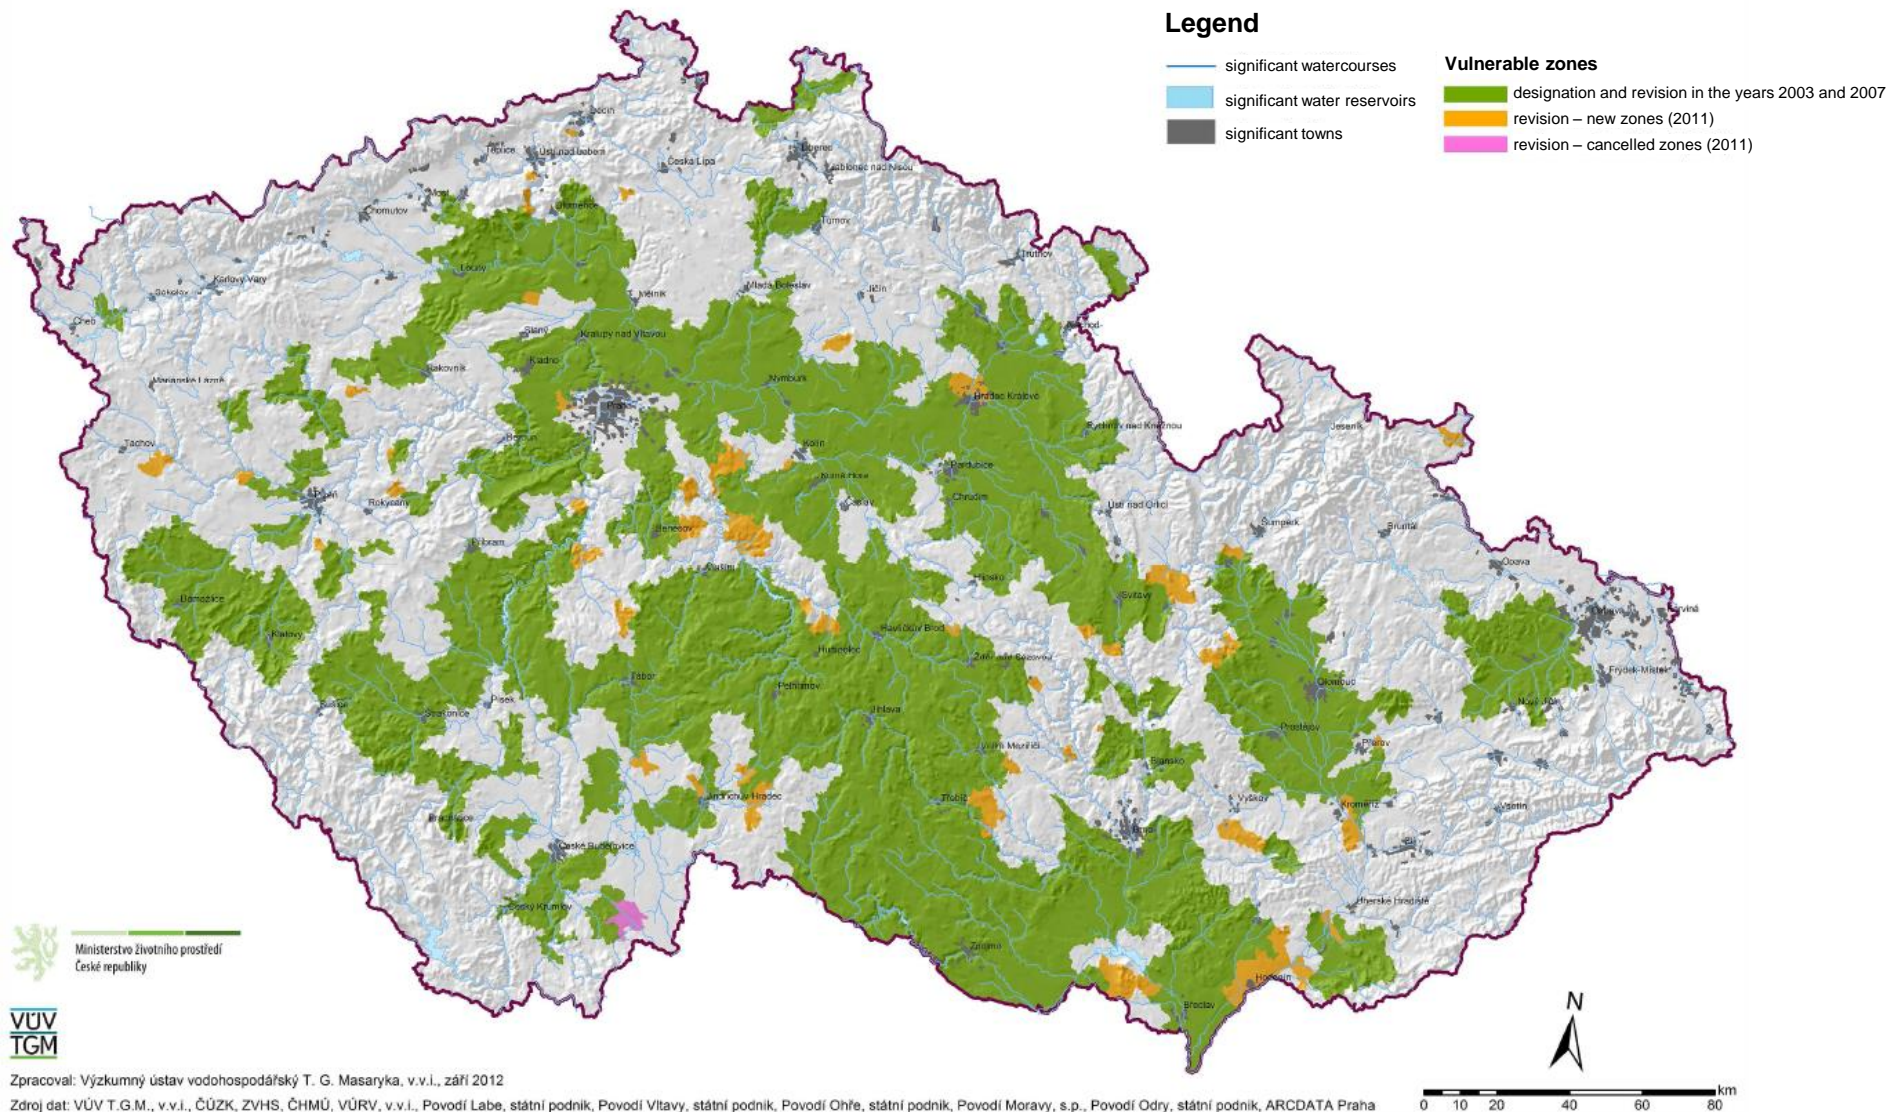 Legend
significant watercourses
significant water reservoirs
significant towns
Vulnerable zones
designation and revision in the years 2003 and 2007
revision – new zones (2011)
revision – cancelled zones (2011)
Děčín
Teplice
Ústí nad Labem
Česká Lípa
Liberec
Jablonec nad Nisou
Most
Chomutov
Litoměřice
Turnov
Trutnov
Louny
Karlovy Vary
Sokolov
Cheb
Mělník
Mladá Boleslav
Jičín
Náchod
Slaný
Kralupy nad Vltavou
Kladno
Rakovník
Mariánské Lázně
Nymburk
Hradec Králové
Praha
Rychnov nad Kněžnou
Jeseník
Beroun
Tachov
Kolín
Pardubice
Kutná Hora
Čáslav
Chrudim
Plzeň
Rokycany
Ústí nad Orlicí
Šumperk
Bruntál
Benešov
Příbram
Vlašim
Opava
Hlinsko
Svitavy
Ostrava
Karviná
Domažlice
Klatovy
Havlíčkův Brod
Humpolec
Žďár nad Sázavou
Frýdek-Místek
Tábor
Pelhřimov
Olomouc
Písek
Sušice
Strakonice
Jihlava
Nový Jičín
Prostějov
Přerov
Velké Meziříčí
Blansko
Třebíč
Jindřichův Hradec
Vyškov
Kroměříž
Vsetín
Prachatice
Brno
Zlín
České Budějovice
Český Krumlov
Uherské Hradiště
Znojmo
Hodonín
Břeclav
Ministerstvo životního prostředí
České republiky
VÚV
TGM
N
km
0 10 20 40 60 80
Zpracoval: Výzkumný ústav vodohospodářský T. G. Masaryka, v.v.i., září 2012
Zdroj dat: VÚV T.G.M., v.v.i., ČÚZK, ZVHS, ČHMÚ, VÚRV, v.v.i., Povodí Labe, státní podnik, Povodí Vltavy, státní podnik, Povodí Ohře, státní podnik, Povodí Moravy, s.p., Povodí Odry, státní podnik, ARCDATA Praha